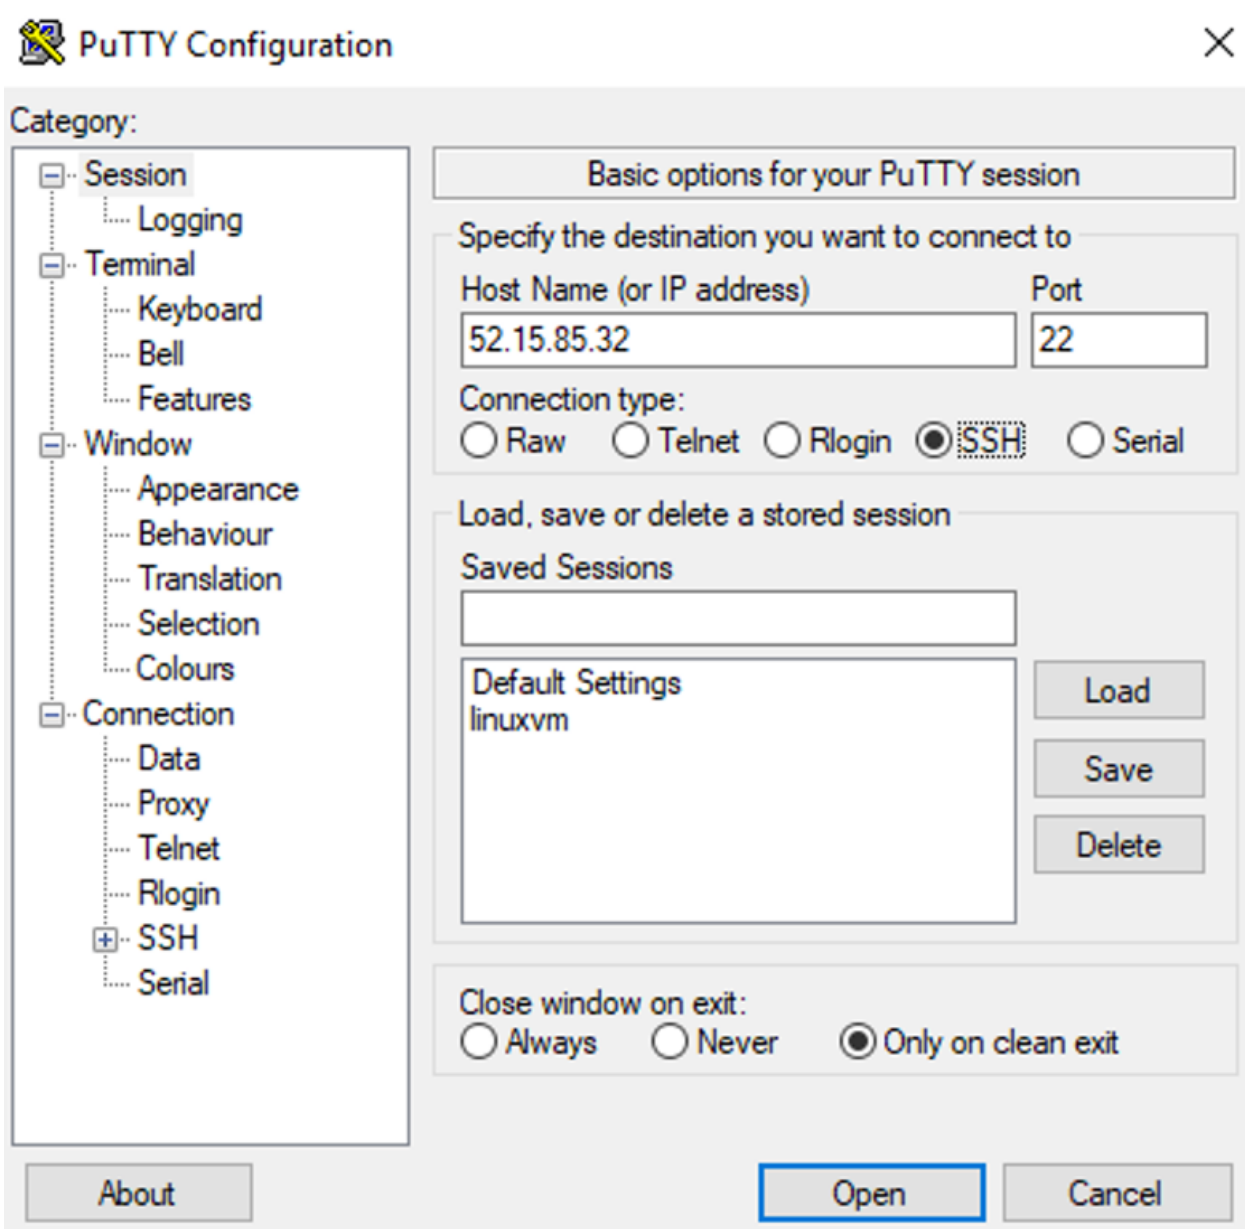 PuTTY Configuration
Category:
Session
Logging
Terminal
Keyboard
Bell
Features
Window
Appearance
Behaviour
Translation
Selection
Colours
Connection
Data
Proxy
Telnet
Rlogin
SSH
Serial
Basic options for your PuTTY session
Specify the destination you want to connect to
Host Name (or IP address) Port
52.15.85.32 22
Connection type:
Raw Telnet Rlogin SSH Serial
Load, save or delete a stored session
Saved Sessions
Default Settings
linuxvm
Load
Save
Delete
Close window on exit:
Always Never Only on clean exit
About Open Cancel